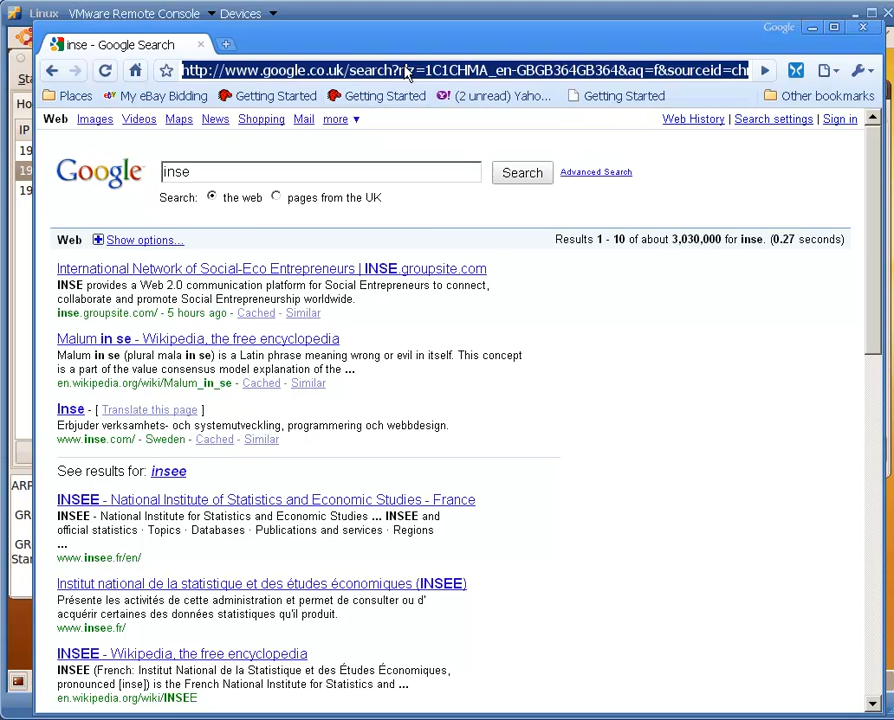 Linux VMware Remote Console Devices
Google
inse - Google Search
http://www.google.co.uk/search?rlz=1C1CHMA_en-GBGB364GB364&aq=f&sourceid=chr
Places My eBay Bidding Getting Started Getting Started (2 unread) Yaho... Getting Started Other bookmarks
Web Images Videos Maps News Shopping Mail more Web History | Search settings | Sign in
Google inse Search Advanced Search
Search: the web pages from the UK
Web Show options... Results 1 - 10 of about 3,030,000 for inse. (0.27 seconds)
International Network of Social-Eco Entrepreneurs | INSE.groupsite.com
INSE provides a Web 2.0 communication platform for Social Entrepreneurs to connect,
collaborate and promote Social Entrepreneurship worldwide.
inse.groupsite.com/ - 5 hours ago - Cached - Similar
Malum in se - Wikipedia, the free encyclopedia
Malum in se (plural mala in se) is a Latin phrase meaning wrong or evil in itself. This concept
is a part of the value consensus model explanation of the ...
en.wikipedia.org/wiki/Malum_in_se - Cached - Similar
Inse - [ Translate this page ]
Erbjuder verksamhets- och systemutveckling, programmering och webbdesign.
www.inse.com/ - Sweden - Cached - Similar
See results for: insee
INSEE - National Institute of Statistics and Economic Studies - France
INSEE - National Institute for Statistics and Economic Studies ... INSEE and
official statistics · Topics · Databases · Publications and services · Regions
...
www.insee.fr/en/
Institut national de la statistique et des études économiques (INSEE)
Présente les activités de cette administration et permet de consulter ou d'
acquérir certaines des données statistiques qu'il produit.
www.insee.fr/
INSEE - Wikipedia, the free encyclopedia
INSEE (French: Institut National de la Statistique et des Études Économiques,
pronounced [inse]) is the French National Institute for Statistics and ...
en.wikipedia.org/wiki/INSEE
Sta
Ho
IP
19
19
19
ARP
GR
GR
Star